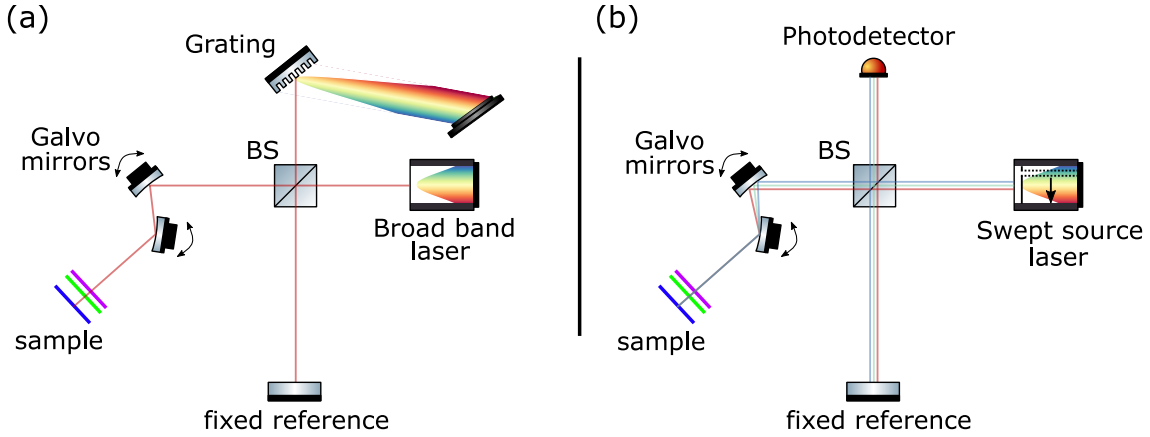 (a)
Grating
Galvo
mirrors
BS
Broad band
laser
sample
fixed reference
(b)
Photodetector
Galvo
mirrors
BS
Swept source
laser
sample
fixed reference